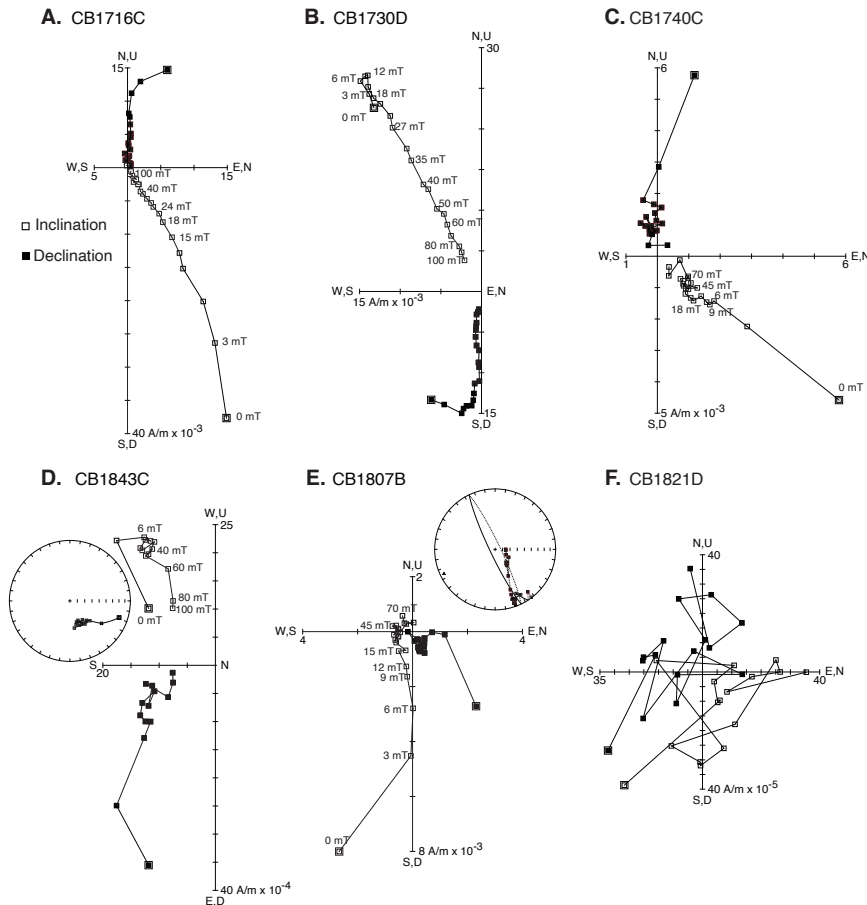 A. CB1716C
N,U
15
W,S
5
E,N
15
100 mT
40 mT
24 mT
18 mT
15 mT
3 mT
0 mT
40 A/m x 10-3
S,D
Inclination
Declination
B. CB1730D
30
N,U
6 mT
12 mT
3 mT
18 mT
0 mT
27 mT
35 mT
40 mT
50 mT
60 mT
80 mT
100 mT
W,S
E,N
15 A/m x 10-3
15
S,D
C. CB1740C
N,U
6
W,S
1
E,N
6
70 mT
45 mT
6 mT
9 mT
18 mT
0 mT
5 A/m x 10-3
S,D
D. CB1843C
W,U
25
6 mT
40 mT
60 mT
80 mT
100 mT
0 mT
S
N
20
40 A/m x 10-4
E,D
E. CB1807B
N,U
2
70 mT
45 mT
W,S
4
E,N
4
15 mT
12 mT
9 mT
6 mT
3 mT
0 mT
8 A/m x 10-3
S,D
F. CB1821D
N,U
40
W,S
35
E,N
40
40 A/m x 10-5
S,D